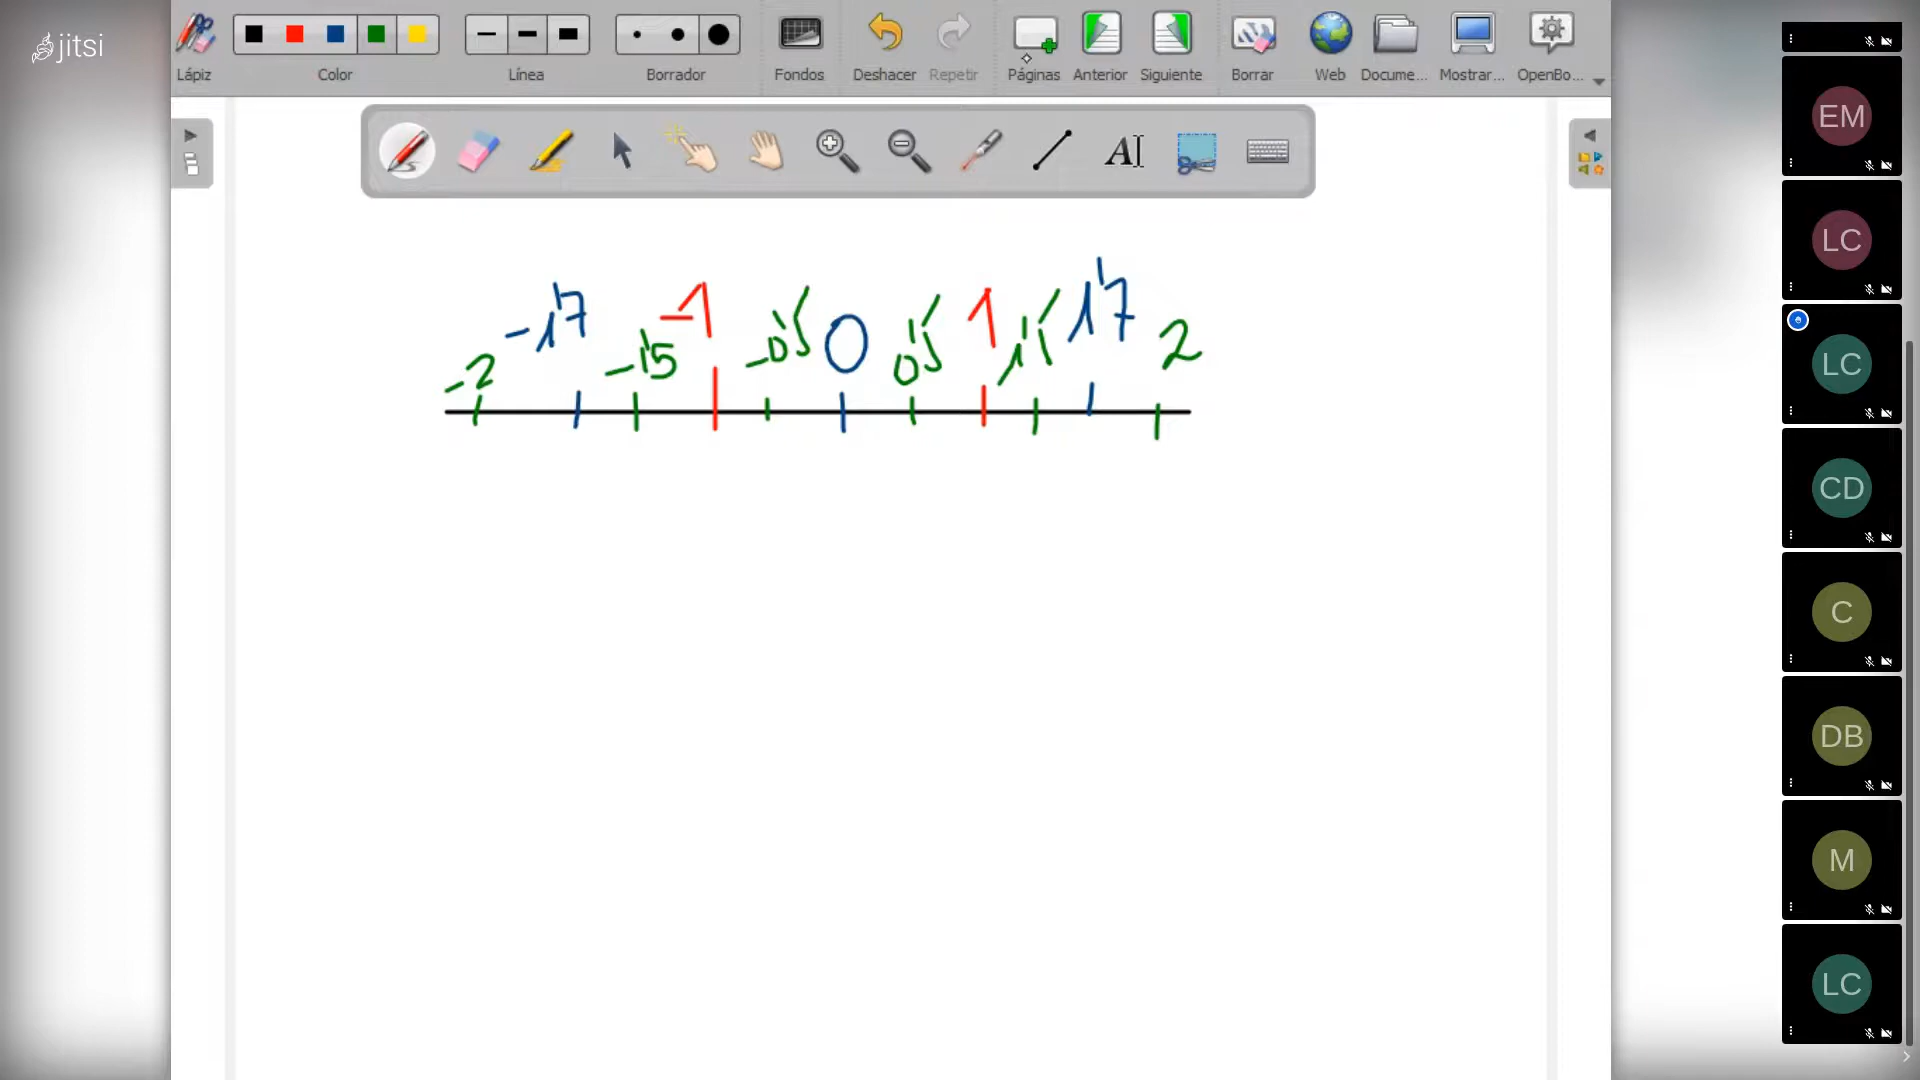 jitsi
Lápiz Color Línea Borrador Fondos Deshacer Repetir Páginas Anterior Siguiente Borrar Web Docume... Mostrar... OpenBo...
AI
-2 -1'7 -1'5 -1 -0'5 0 0'5 1 1'5 1'7 2
EM
LC
LC
CD
C
DB
M
LC